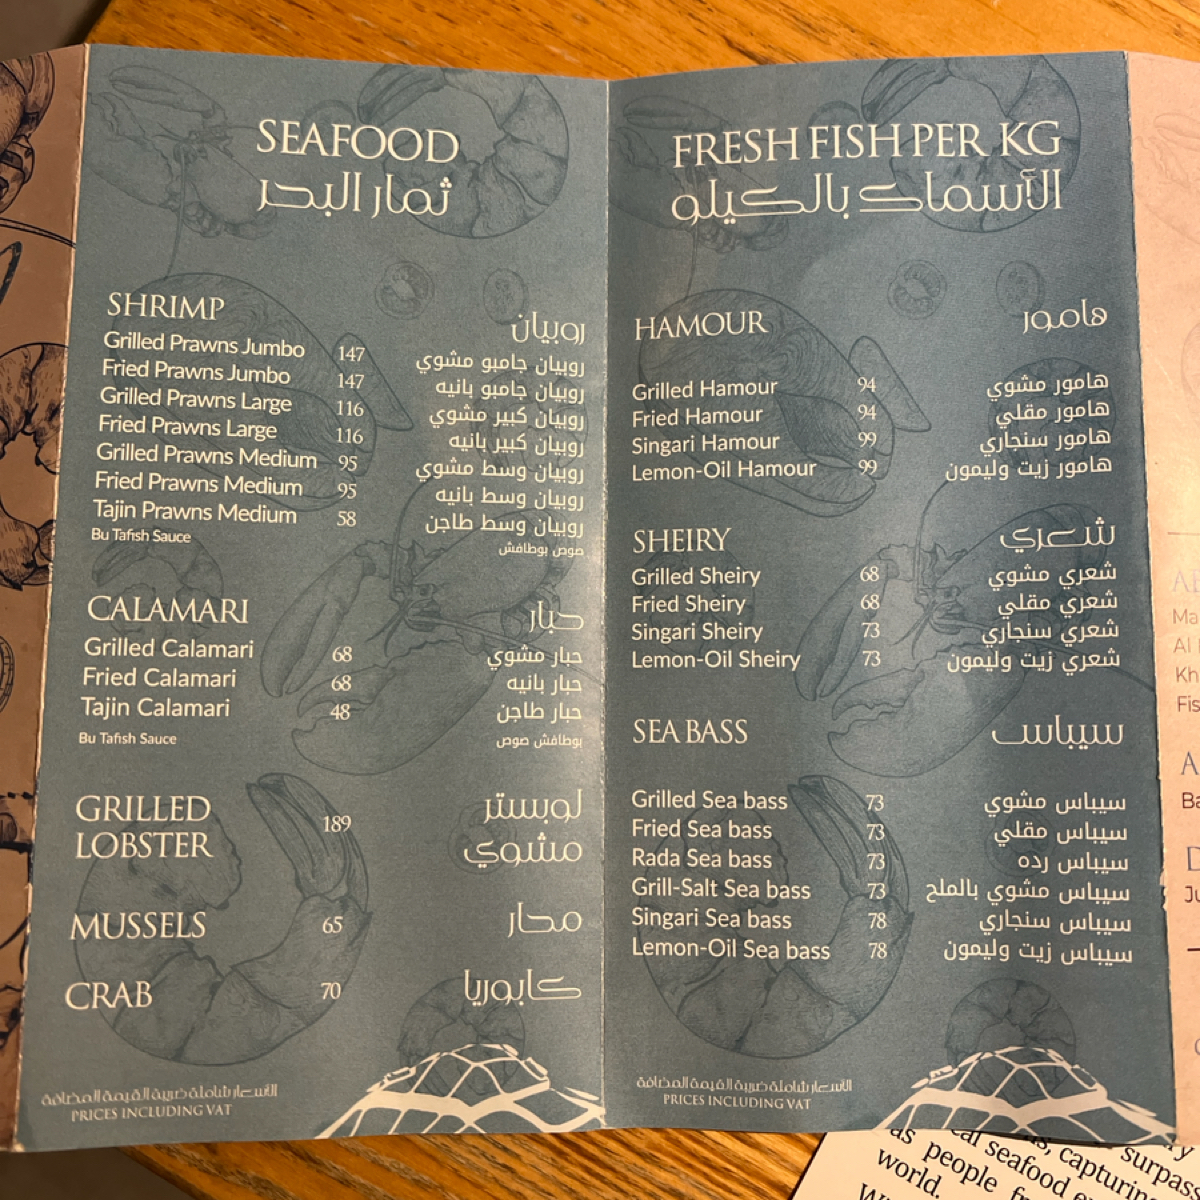 SEAFOOD
ثمار البحر
SHRIMP
روبيان
Grilled Prawns Jumbo 147 روبيان جامبو مشوي
Fried Prawns Jumbo 147 روبيان جامبو بانيه
Grilled Prawns Large 116 روبيان كبير مشوي
Fried Prawns Large 116 روبيان كبير بانيه
Grilled Prawns Medium 95 روبيان وسط مشوي
Fried Prawns Medium 95 روبيان وسط بانيه
Tajin Prawns Medium 58 روبيان وسط طاجن
Bu Tafish Sauce صوص بوطافش
CALAMARI حبار
Grilled Calamari 68 حبار مشوي
Fried Calamari 68 حبار بانيه
Tajin Calamari 48 حبار طاجن
Bu Tafish Sauce بوطافش صوص
GRILLED لوبستر
LOBSTER 189 مشوي
MUSSELS 65 محار
CRAB 70 كابوريا
الأسعار شاملة ضريبة القيمة المضافة
PRICES INCLUDING VAT
FRESH FISH PER KG
الأسماك بالكيلو
HAMOUR هامور
Grilled Hamour 94 هامور مشوي
Fried Hamour 94 هامور مقلي
Singari Hamour 99 هامور سنجاري
Lemon-Oil Hamour 99 هامور زيت وليمون
SHEIRY شعري
Grilled Sheiry 68 شعري مشوي
Fried Sheiry 68 شعري مقلي
Singari Sheiry 73 شعري سنجاري
Lemon-Oil Sheiry 73 شعري زيت وليمون
SEA BASS سيباس
Grilled Sea bass 73 سيباس مشوي
Fried Sea bass 73 سيباس مقلي
Rada Sea bass 73 سيباس رده
Grill-Salt Sea bass 73 سيباس مشوي بالملح
Singari Sea bass 78 سيباس سنجاري
Lemon-Oil Sea bass 78 سيباس زيت وليمون
الأسعار شاملة ضريبة القيمة المضافة
PRICES INCLUDING VAT
capturing
surpass
seafood
as people
world.